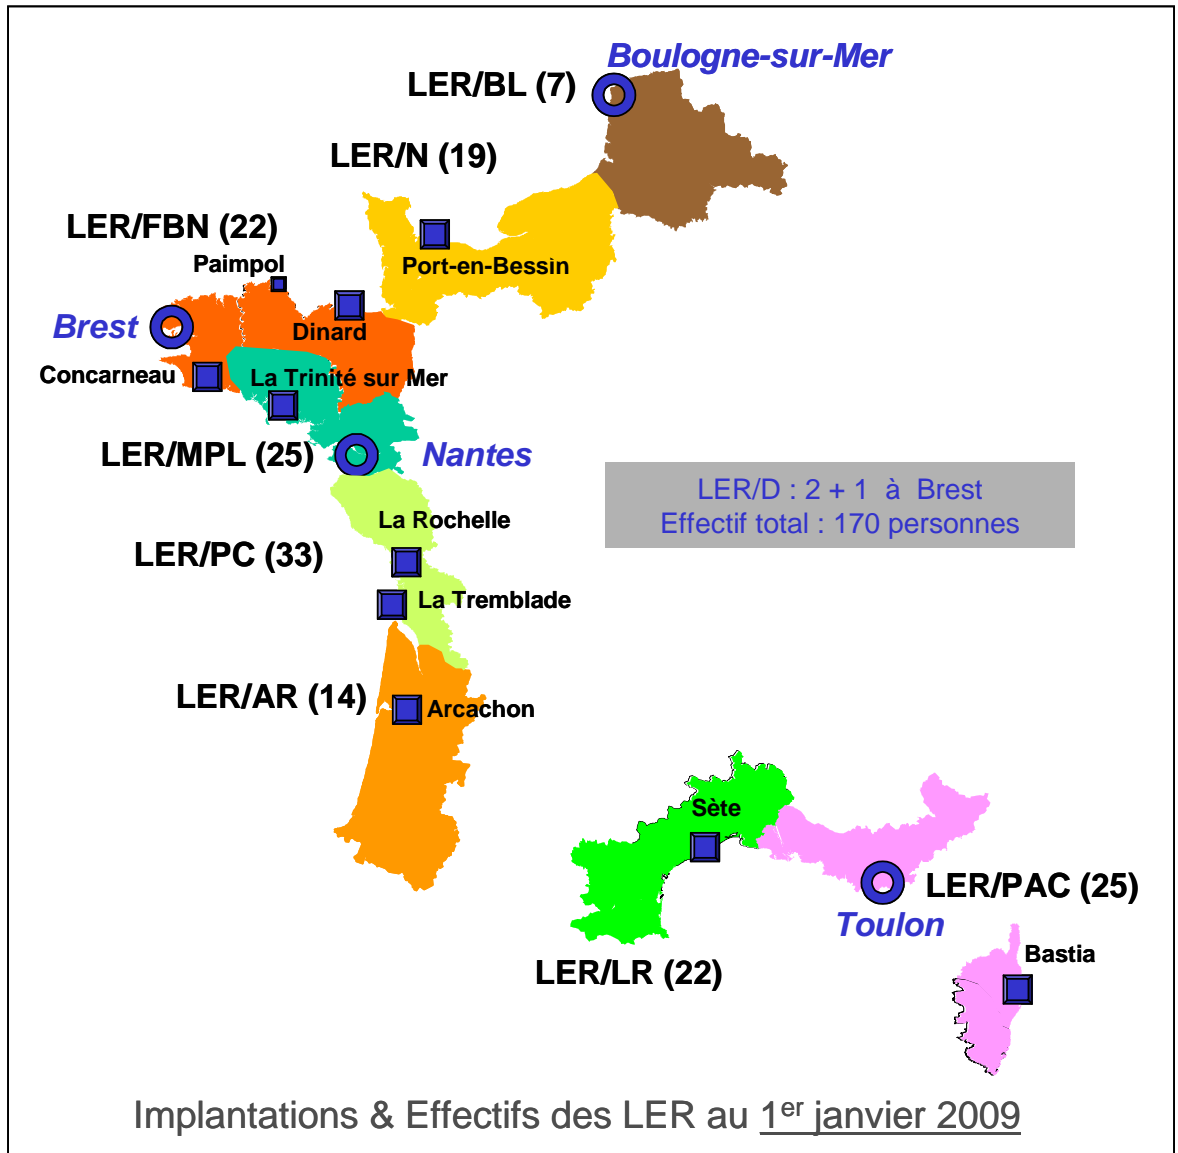 Boulogne-sur-Mer
LER/BL (7)
LER/N (19)
LER/FBN (22)
Paimpol
Port-en-Bessin
Brest
Dinard
Concarneau
La Trinité sur Mer
LER/MPL (25)
Nantes
LER/D : 2 + 1 à Brest
Effectif total : 170 personnes
La Rochelle
LER/PC (33)
La Tremblade
LER/AR (14)
Arcachon
Sète
LER/PAC (25)
Toulon
Bastia
LER/LR (22)
Implantations & Effectifs des LER au 1er janvier 2009